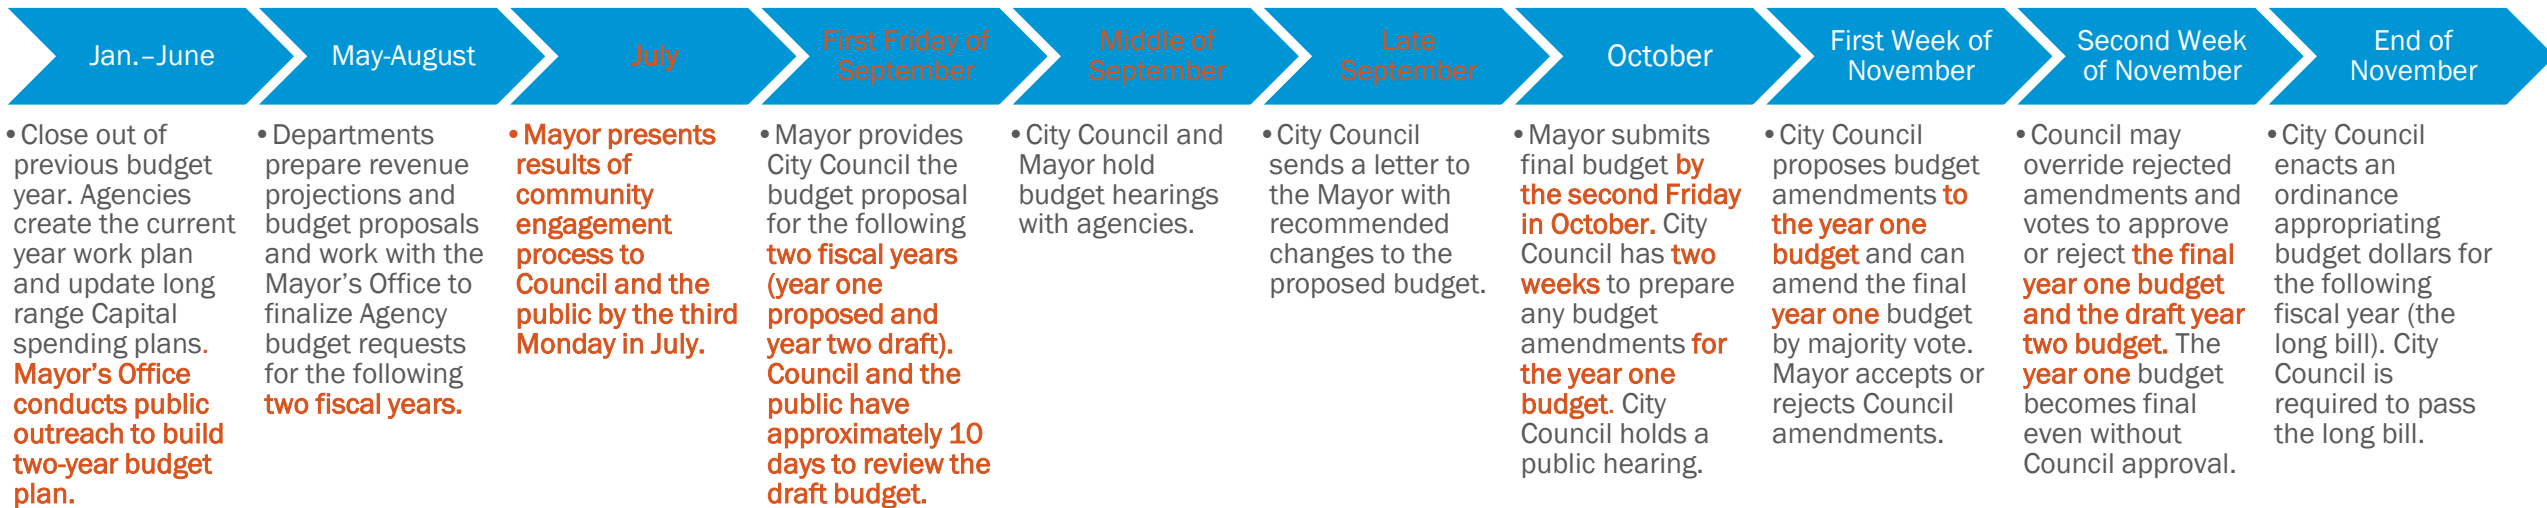 Jan.–June
• Close out of
previous budget
year. Agencies
create the current
year work plan
and update long
range Capital
spending plans.
Mayor's Office
conducts public
outreach to build
two-year budget
plan.
May-August
• Departments
prepare revenue
projections and
budget proposals
and work with the
Mayor's Office to
finalize Agency
budget requests
for the following
two fiscal years.
July
• Mayor presents
results of
community
engagement
process to
Council and the
public by the third
Monday in July.
First Friday of
September
• Mayor provides
City Council the
budget proposal
for the following
two fiscal years
(year one
proposed and
year two draft).
Council and the
public have
approximately 10
days to review the
draft budget.
Middle of
September
• City Council and
Mayor hold
budget hearings
with agencies.
Late
September
• City Council
sends a letter to
the Mayor with
recommended
changes to the
proposed budget.
October
• Mayor submits
final budget by
the second Friday
in October. City
Council has two
weeks to prepare
any budget
amendments for
the year one
budget. City
Council holds a
public hearing.
First Week of
November
• City Council
proposes budget
amendments to
the year one
budget and can
amend the final
year one budget
by majority vote.
Mayor accepts or
rejects Council
amendments.
Second Week
of November
• Council may
override rejected
amendments and
votes to approve
or reject the final
year one budget
and the draft year
two budget. The
year one budget
becomes final
even without
Council approval.
End of
November
• City Council
enacts an
ordinance
appropriating
budget dollars for
the following
fiscal year (the
long bill). City
Council is
required to pass
the long bill.